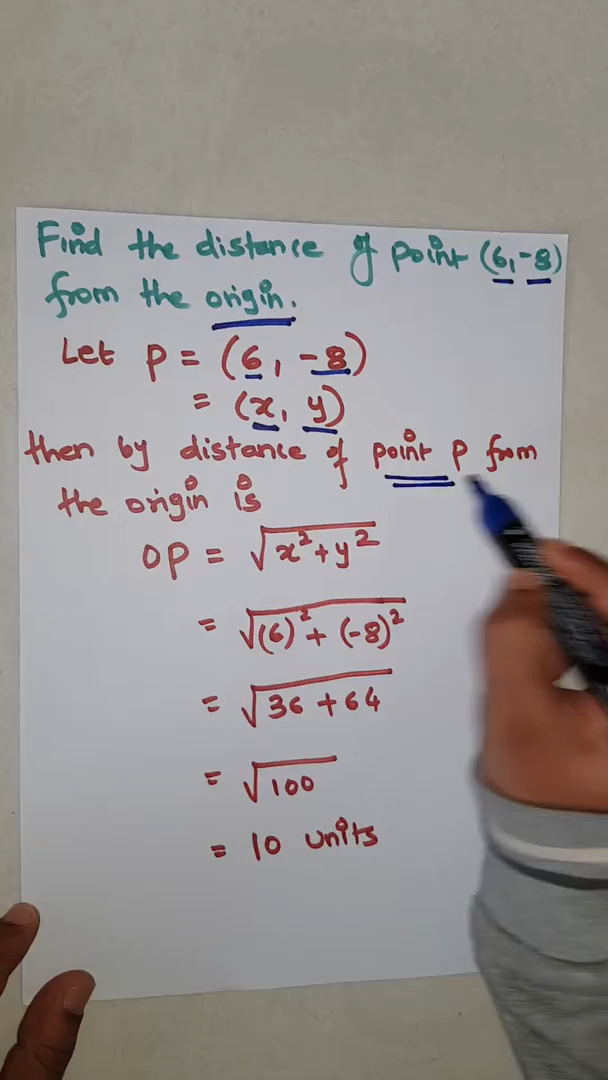 Find the distance of point (6,-8)
from the origin.
Let P = (6, -8)
= (x, y)
then by distance of point P from
the origin is
OP = √x²+y²
= √(6)² + (-8)²
= √36 + 64
= √100
= 10 units